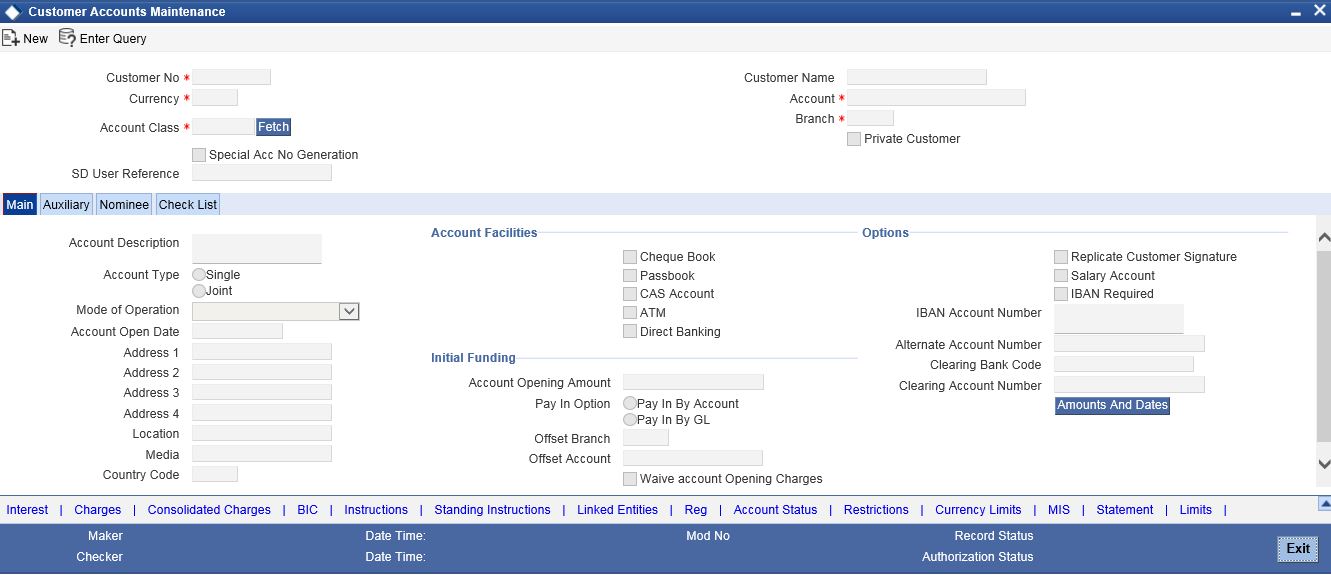 Customer Accounts Maintenance
New Enter Query
Customer No * Customer Name
Currency * Account *
Account Class * Fetch Branch *
Private Customer
Special Acc No Generation
SD User Reference
Main Auxiliary Nominee Check List
Account Description
Account Type Single
Joint
Mode of Operation
Account Open Date
Address 1
Address 2
Address 3
Address 4
Location
Media
Country Code
Account Facilities
Cheque Book
Passbook
CAS Account
ATM
Direct Banking
Initial Funding
Account Opening Amount
Pay In Option Pay In By Account
Pay In By GL
Offset Branch
Offset Account
Waive account Opening Charges
Options
Replicate Customer Signature
Salary Account
IBAN Required
IBAN Account Number
Alternate Account Number
Clearing Bank Code
Clearing Account Number
Amounts And Dates
Interest | Charges | Consolidated Charges | BIC | Instructions | Standing Instructions | Linked Entities | Reg | Account Status | Restrictions | Currency Limits | MIS | Statement | Limits |
Maker Date Time: Mod No Record Status
Checker Date Time: Authorization Status
Exit